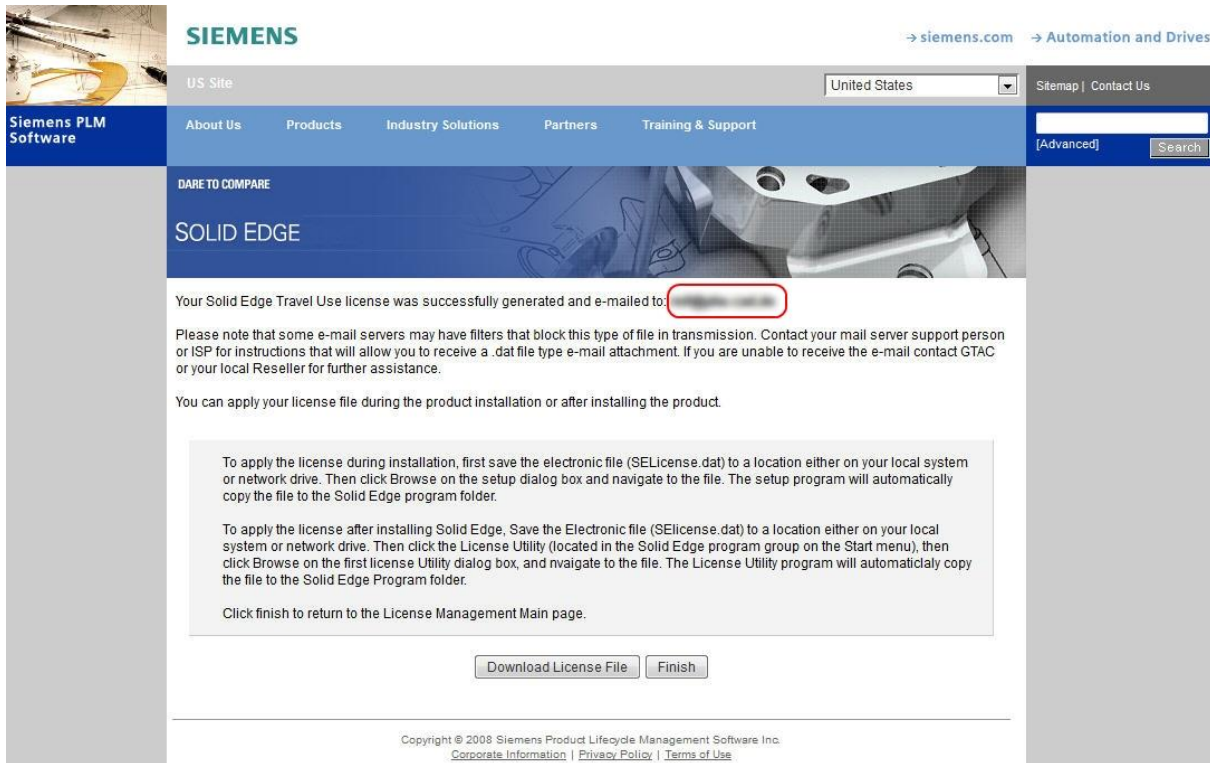 SIEMENS
→ siemens.com → Automation and Drives
US Site
United States
Sitemap | Contact Us
Siemens PLM
Software
About Us Products Industry Solutions Partners Training & Support
[Advanced] Search
DARE TO COMPARE
SOLID EDGE
Your Solid Edge Travel Use license was successfully generated and e-mailed to:
Please note that some e-mail servers may have filters that block this type of file in transmission. Contact your mail server support person
or ISP for instructions that will allow you to receive a .dat file type e-mail attachment. If you are unable to receive the e-mail contact GTAC
or your local Reseller for further assistance.
You can apply your license file during the product installation or after installing the product.
To apply the license during installation, first save the electronic file (SELicense.dat) to a location either on your local system
or network drive. Then click Browse on the setup dialog box and navigate to the file. The setup program will automatically
copy the file to the Solid Edge program folder.
To apply the license after installing Solid Edge, Save the Electronic file (SElicense.dat) to a location either on your local
system or network drive. Then click the License Utility (located in the Solid Edge program group on the Start menu), then
click Browse on the first license Utility dialog box, and nvaigate to the file. The License Utility program will automaticlaly copy
the file to the Solid Edge Program folder.
Click finish to return to the License Management Main page.
Download License File Finish
Copyright © 2008 Siemens Product Lifecycle Management Software Inc.
Corporate Information | Privacy Policy | Terms of Use